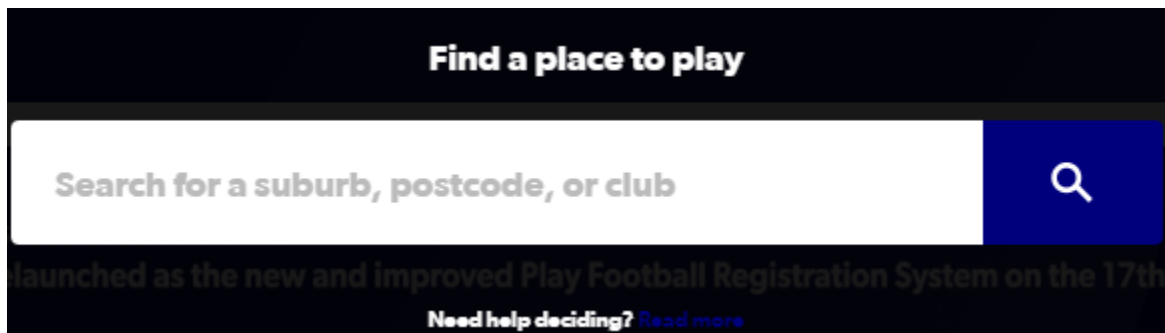 Find a place to play
Search for a suburb, postcode, or club
elaunched as the new and improved Play Football Registration System on the 17th
Need help deciding? Read more